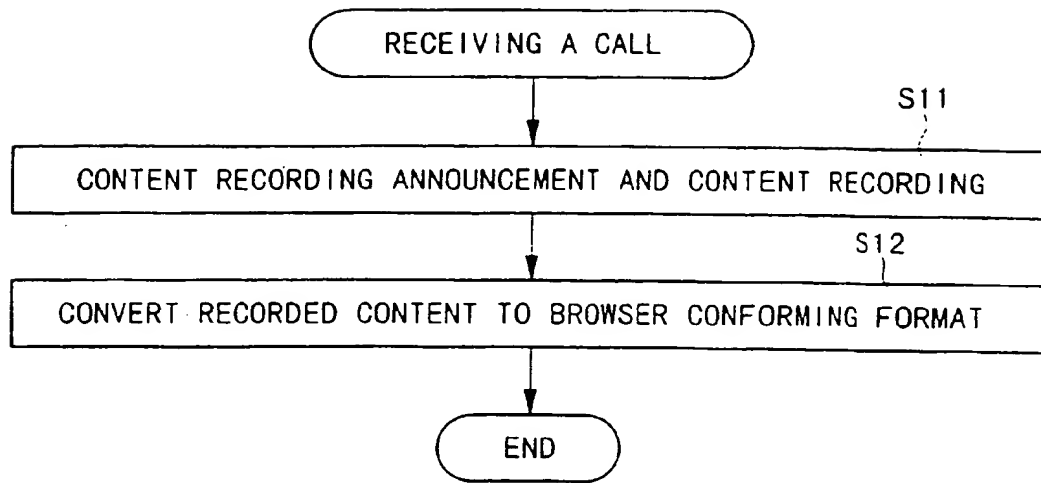 RECEIVING A CALL
S11
CONTENT RECORDING ANNOUNCEMENT AND CONTENT RECORDING
S12
CONVERT RECORDED CONTENT TO BROWSER CONFORMING FORMAT
END